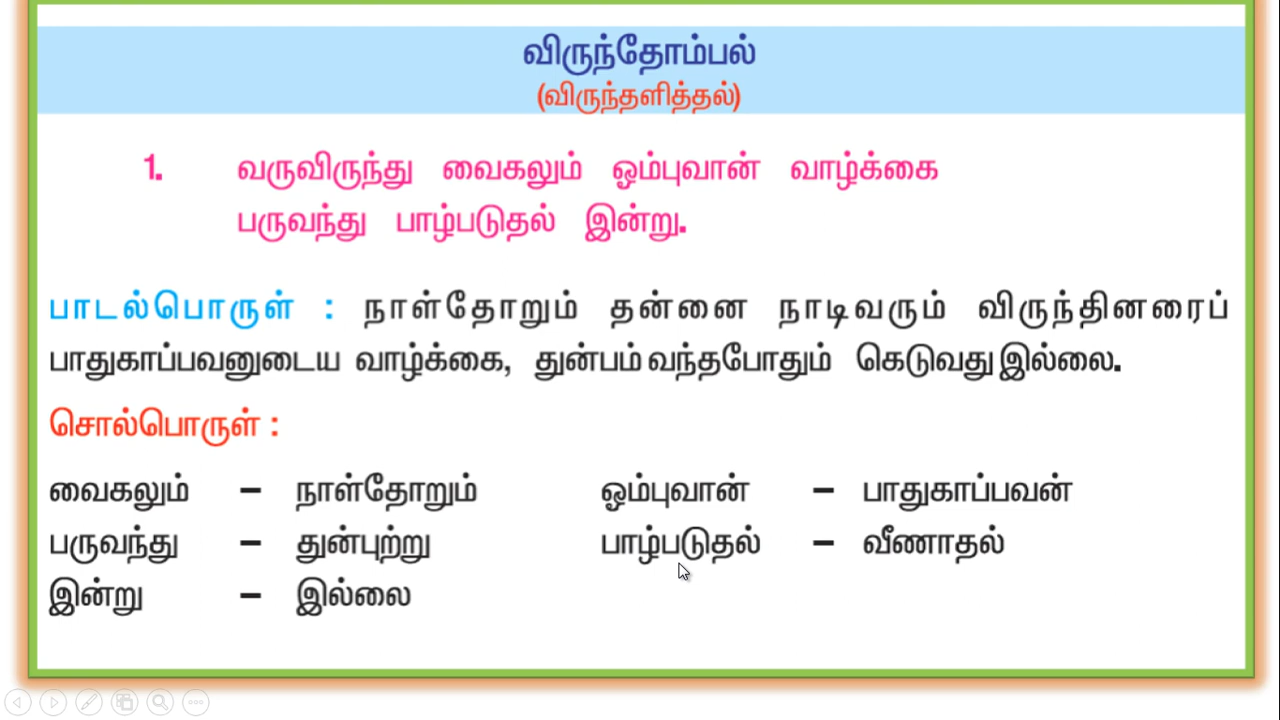 விருந்தோம்பல்
(விருந்தளித்தல்)
1. வருவிருந்து வைகலும் ஓம்புவான் வாழ்க்கை
பருவந்து பாழ்படுதல் இன்று.
பாடல்பொருள் : நாள்தோறும் தன்னை நாடிவரும் விருந்தினரைப்
பாதுகாப்பவனுடைய வாழ்க்கை, துன்பம் வந்தபோதும் கெடுவது இல்லை.
சொல்பொருள் :
வைகலும் – நாள்தோறும் ஓம்புவான் – பாதுகாப்பவன்
பருவந்து – துன்புற்று பாழ்படுதல் – வீணாதல்
இன்று – இல்லை